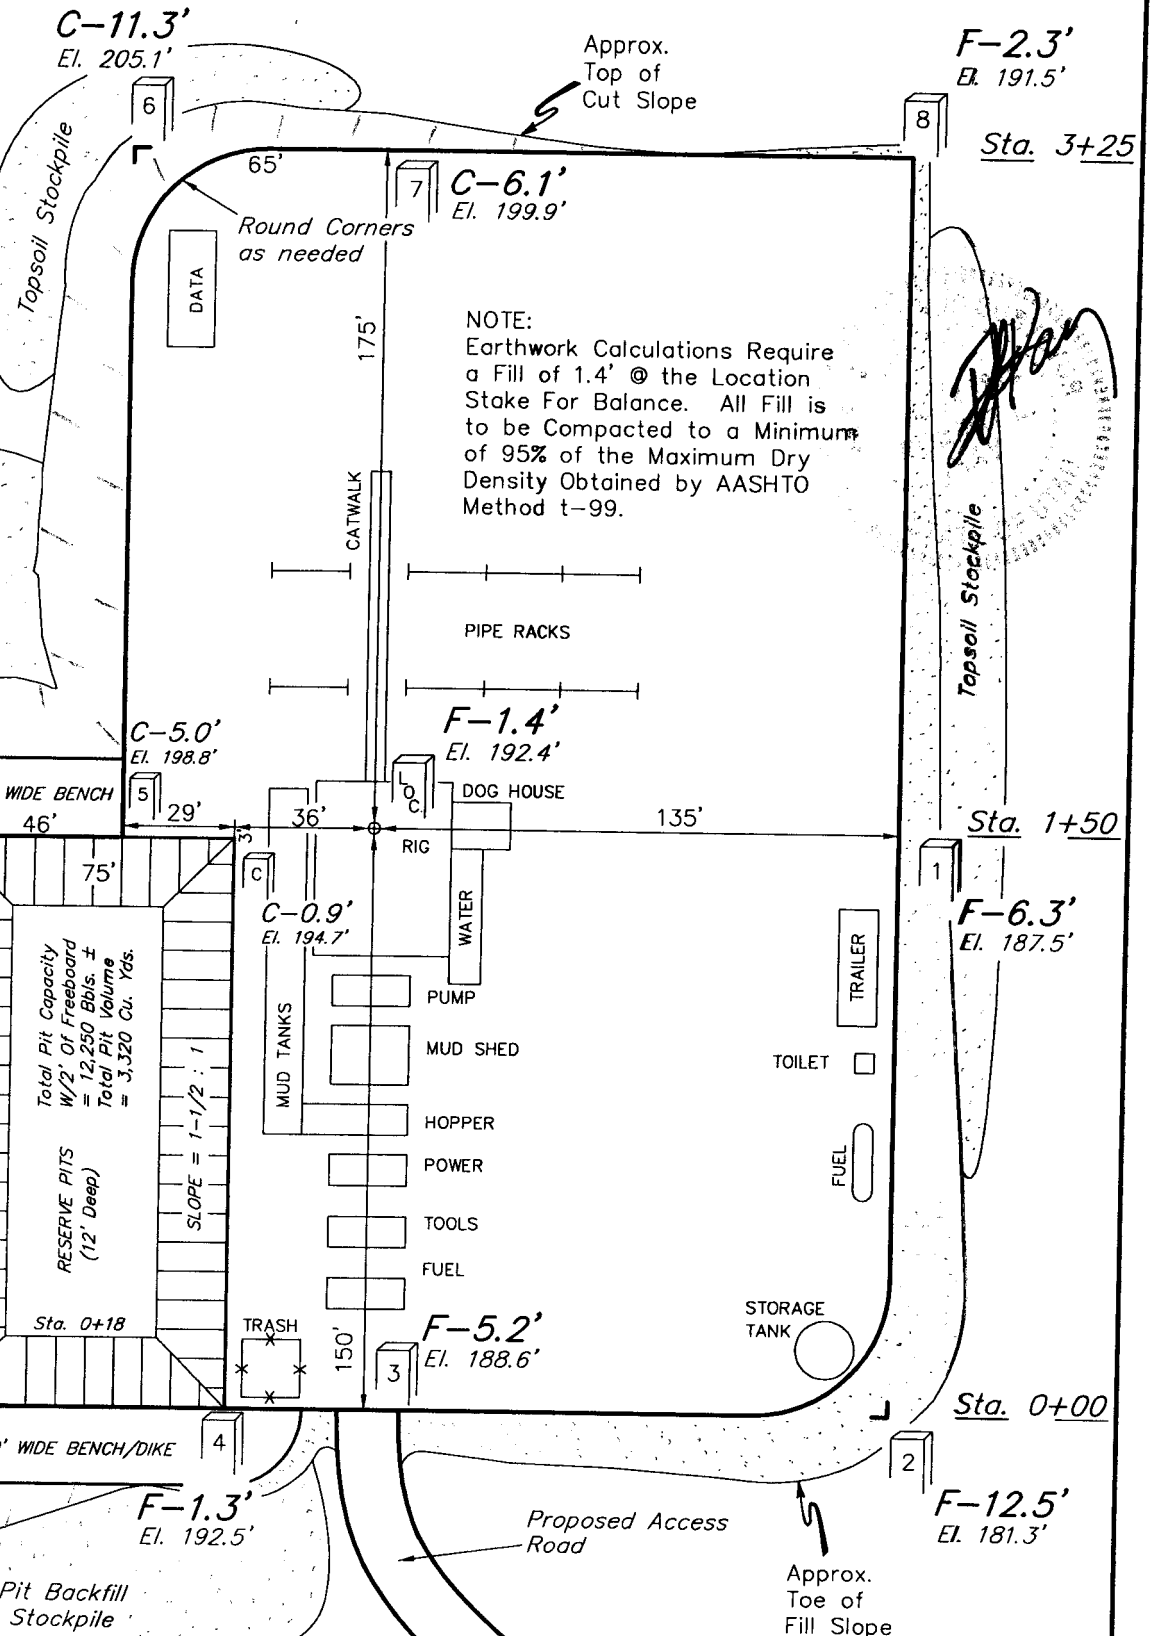 C-11.3'
El. 205.1'
6
Approx.
Top of
Cut Slope
F-2.3'
El. 191.5'
8
Sta. 3+25
Topsoil Stockpile
65'
7
C-6.1'
El. 199.9'
Round Corners
as needed
DATA
175'
NOTE:
Earthwork Calculations Require
a Fill of 1.4' @ the Location
Stake For Balance. All Fill is
to be Compacted to a Minimum
of 95% of the Maximum Dry
Density Obtained by AASHTO
Method t-99.
CATWALK
PIPE RACKS
Topsoil Stockpile
C-5.0'
El. 198.8'
F-1.4'
El. 192.4'
5
WIDE BENCH
LOC.
DOG HOUSE
46'
29'
36'
3'
135'
RIG
Sta. 1+50
1
75'
C
C-0.9'
El. 194.7'
WATER
F-6.3'
El. 187.5'
TRAILER
Total Pit Capacity
W/2' Of Freeboard
= 12,250 Bbls. ±
Total Pit Volume
= 3,320 Cu. Yds.
RESERVE PITS
(12' Deep)
SLOPE = 1-1/2 : 1
MUD TANKS
PUMP
MUD SHED
TOILET
HOPPER
POWER
FUEL
TOOLS
FUEL
Sta. 0+18
TRASH
150'
3
F-5.2'
El. 188.6'
STORAGE
TANK
Sta. 0+00
' WIDE BENCH/DIKE
4
2
F-1.3'
El. 192.5'
F-12.5'
El. 181.3'
Proposed Access
Road
Pit Backfill
Stockpile
Approx.
Toe of
Fill Slope